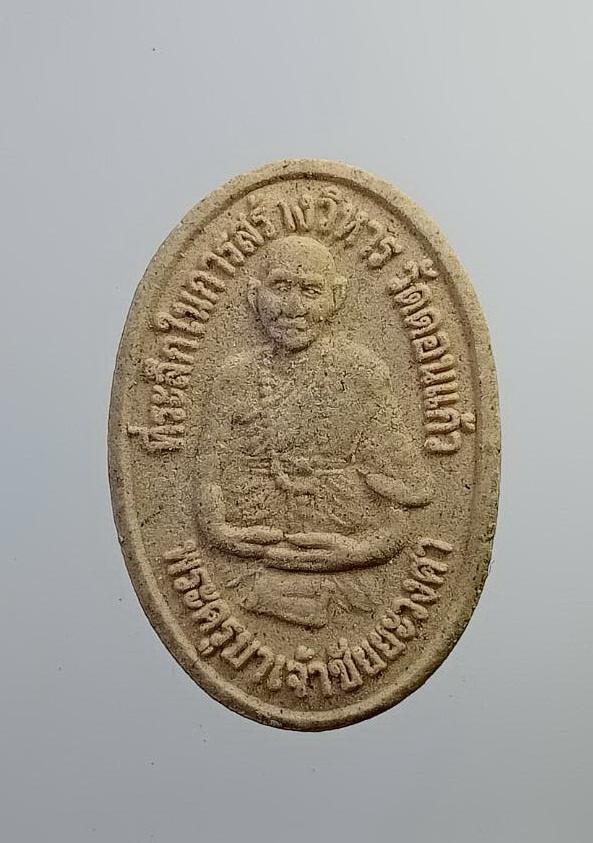 ที่ระลึกในการสร้างวิหาร วัดดอนแก้ว
พระครูบาเจ้าชัยยะวงศา